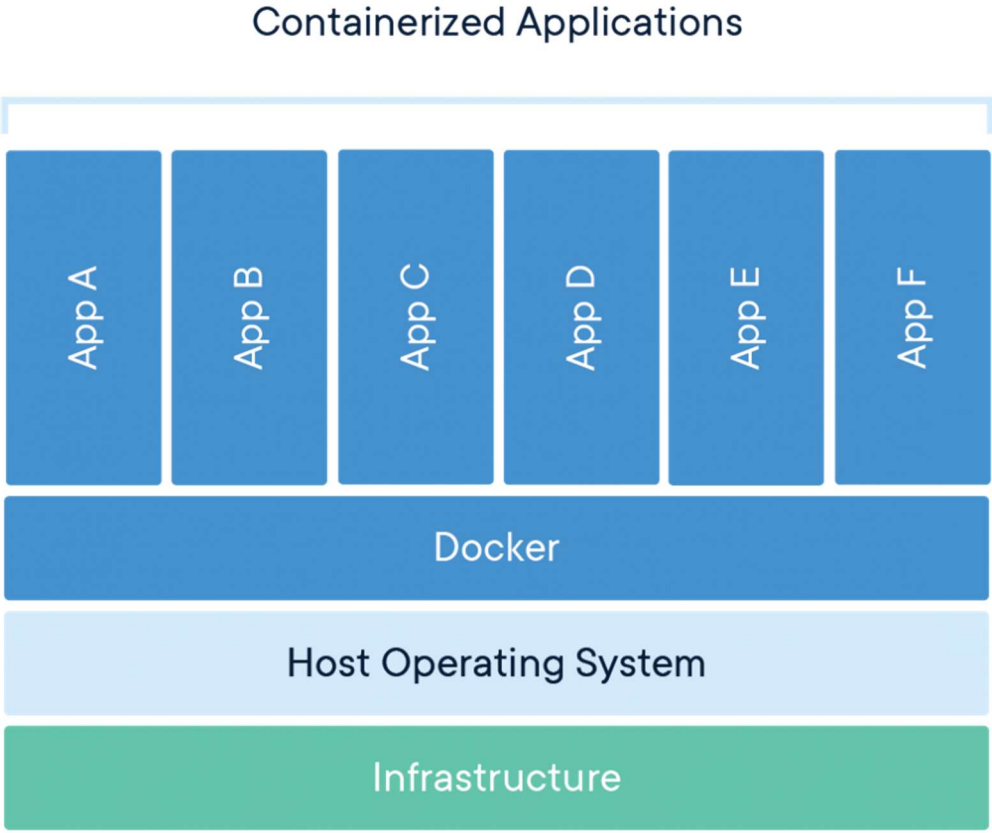 Containerized Applications
App A
App B
App C
App D
App E
App F
Docker
Host Operating System
Infrastructure